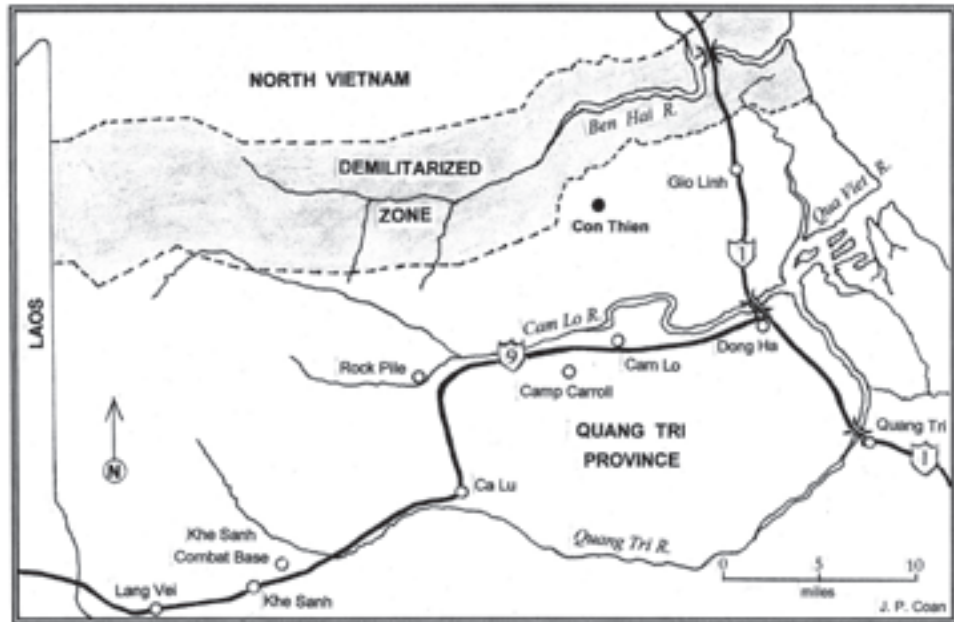 NORTH VIETNAM
Ben Hai R.
DEMILITARIZED
ZONE
Gio Linh
Qua Viet R.
Con Thien
1
LAOS
Cam Lo R.
9
Rock Pile
Cam Lo
Dong Ha
Camp Carroll
QUANG TRI
PROVINCE
Quang Tri
1
N
Ca Lu
Khe Sanh
Combat Base
Quang Tri R.
Lang Vei
Khe Sanh
0 5 10
miles
J. P. Coan